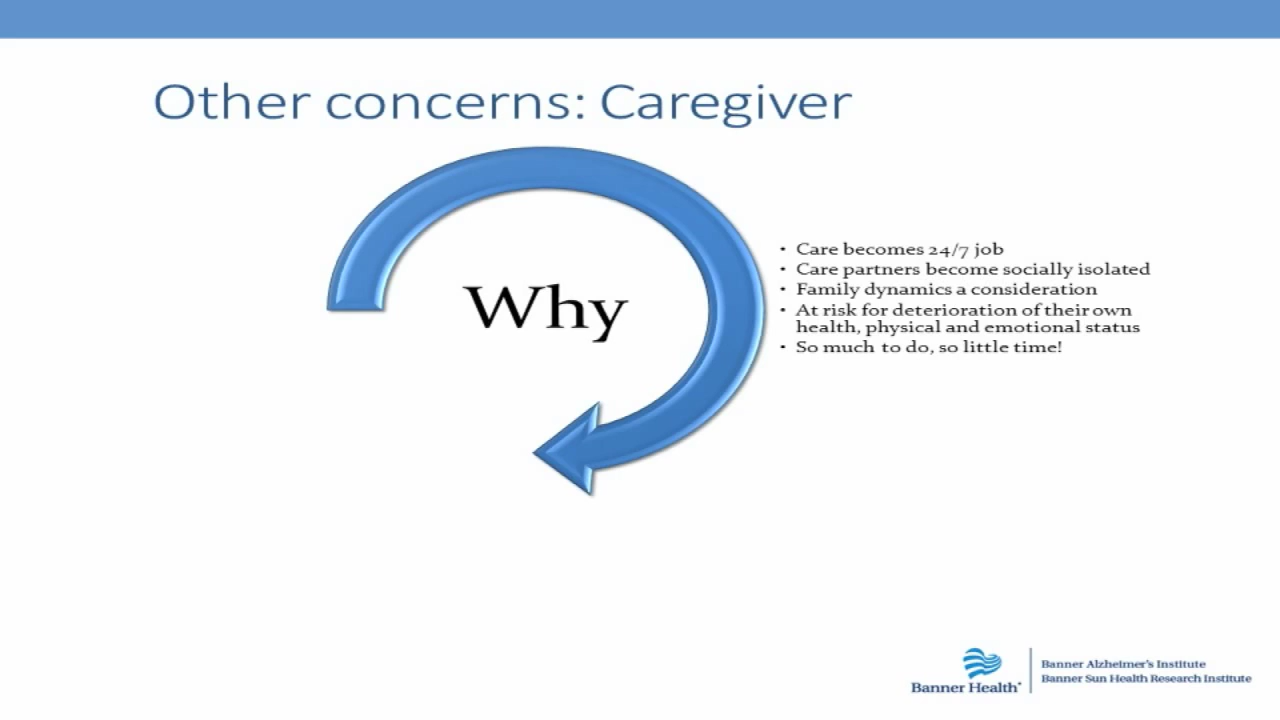 Other concerns: Caregiver
Why
• Care becomes 24/7 job
• Care partners become socially isolated
• Family dynamics a consideration
• At risk for deterioration of their own
health, physical and emotional status
• So much to do, so little time!
Banner Health
Banner Alzheimer's Institute
Banner Sun Health Research Institute